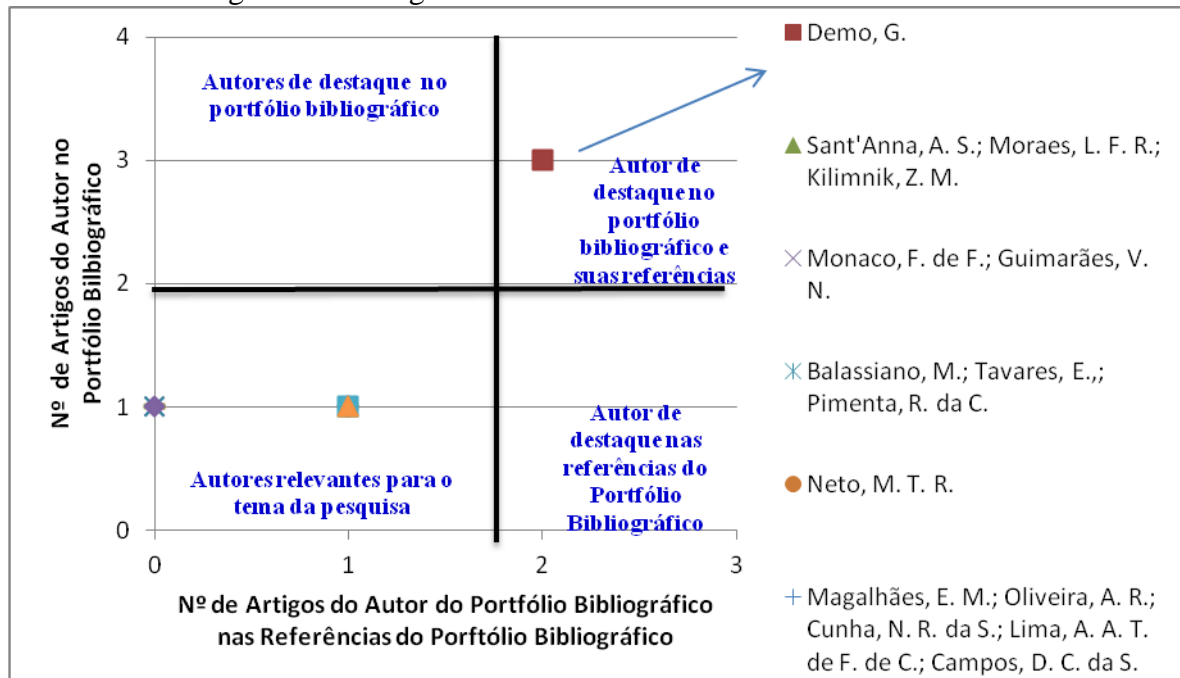 4
3
2
1
0
0
1
2
3
Nº de Artigos do Autor no
Portfólio Bilbiográfico
Nº de Artigos do Autor do Portfólio Bibliográfico
nas Referências do Porftólio Bibliográfico
Autores de destaque no
portfólio bibliográfico
Autor de
destaque no
portfólio
bibliográfico e
suas referências
Autores relevantes para o
tema da pesquisa
Autor de
destaque nas
referências do
Portfólio
Bibliográfico
Demo, G.
Sant'Anna, A. S.; Moraes, L. F. R.;
Kilimnik, Z. M.
Monaco, F. de F.; Guimarães, V.
N.
Balassiano, M.; Tavares, E.,;
Pimenta, R. da C.
Neto, M. T. R.
Magalhães, E. M.; Oliveira, A. R.;
Cunha, N. R. da S.; Lima, A. A. T.
de F. de C.; Campos, D. C. da S.